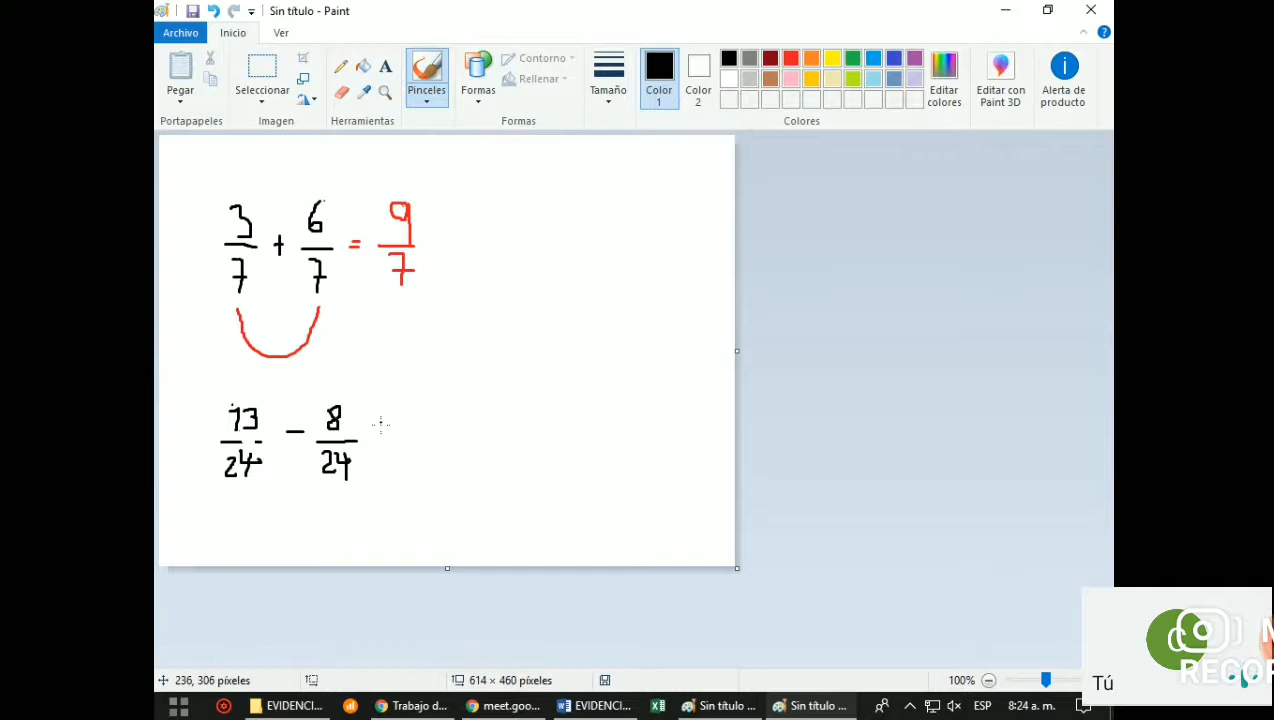 Sin título - Paint
Archivo Inicio Ver
Pegar
Seleccionar
Pinceles
Formas
Contorno
Rellenar
Tamaño
Color 1
Color 2
Editar colores
Editar con Paint 3D
Alerta de producto
Portapapeles
Imagen
Herramientas
Formas
Colores
3/7 + 6/7 = 9/7
13/24 - 8/24
236, 306 píxeles
614 × 460 píxeles
100%
EVIDENCI...
Trabajo d...
meet.goo...
EVIDENCI...
Sin título ...
Sin título ...
ESP
8:24 a. m.
Tú